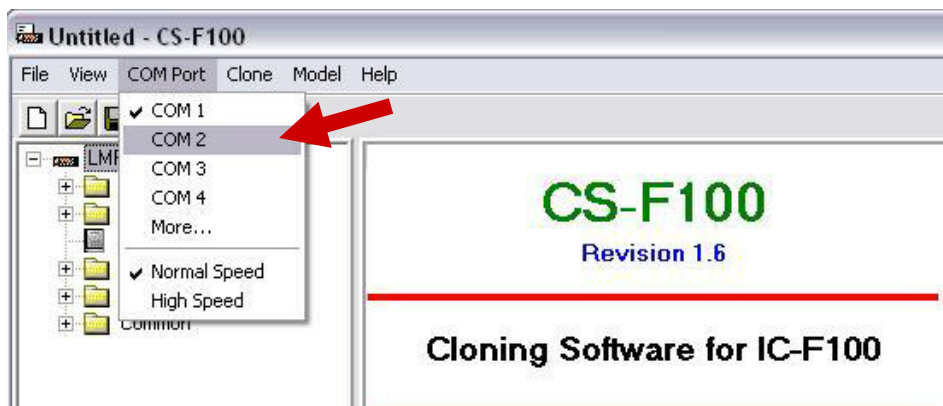 Untitled - CS-F100
File View COM Port Clone Model Help
COM 1
COM 2
COM 3
COM 4
More...
Normal Speed
High Speed
Common
CS-F100
Revision 1.6
Cloning Software for IC-F100